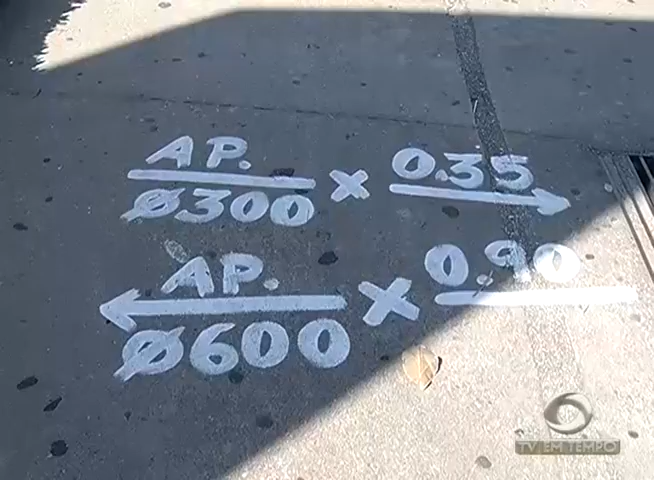 AP. × 0.35
Ø300
AP. × 0.90
Ø600
TV EM TEMPO